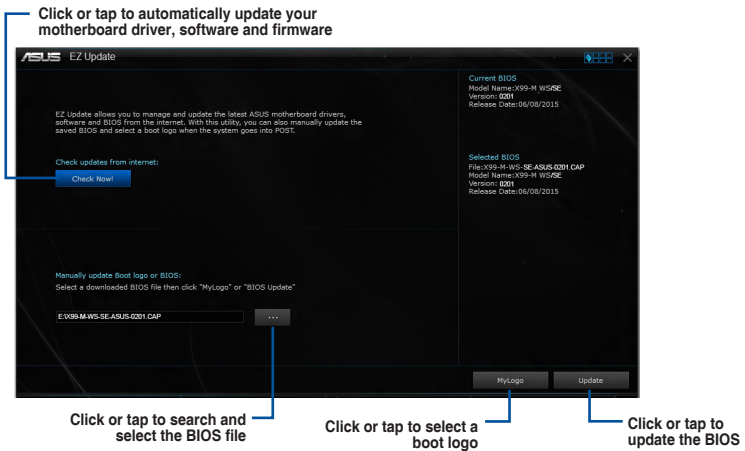 Click or tap to automatically update your
motherboard driver, software and firmware
ASUS EZ Update
EZ Update allows you to manage and update the latest ASUS motherboard drivers,
software and BIOS from the internet. With this utility, you can also manually update the
saved BIOS and select a boot logo when the system goes into POST.
Check updates from internet:
Check Now!
Current BIOS
Model Name:X99-M WS/SE
Version: 0201
Release Date:06/08/2015
Selected BIOS
File:X99-M-WS-SE-ASUS-0201.CAP
Model Name:X99-M WS/SE
Version: 0201
Release Date:06/08/2015
Manually update Boot logo or BIOS:
Select a downloaded BIOS file then click "MyLogo" or "BIOS Update"
E:\X99-M-WS-SE-ASUS-0201.CAP
...
MyLogo
Update
Click or tap to search and
select the BIOS file
Click or tap to select a
boot logo
Click or tap to
update the BIOS